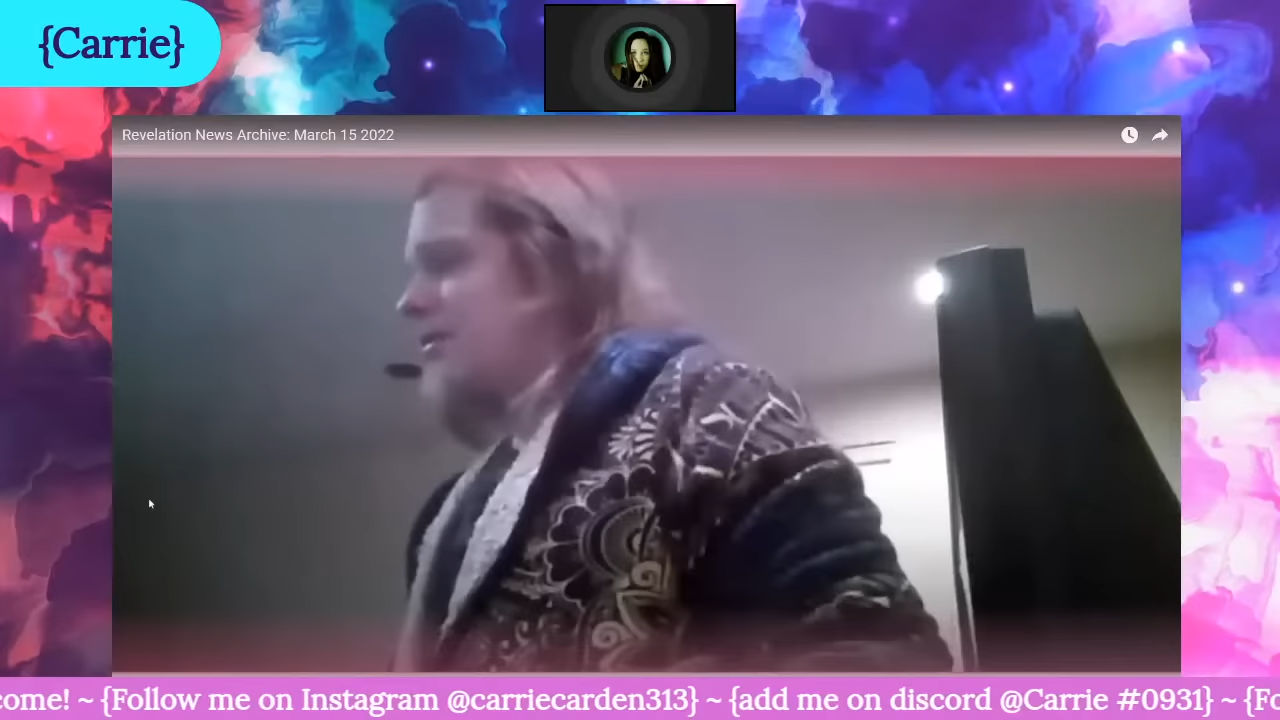 {Carrie}
Revelation News Archive: March 15 2022
come! ~ {Follow me on Instagram @carriecarden313} ~ {add me on discord @Carrie #0931} ~ {Fo